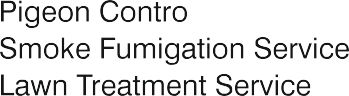 Pigeon Contro
Smoke Fumigation Service
Lawn Treatment Service